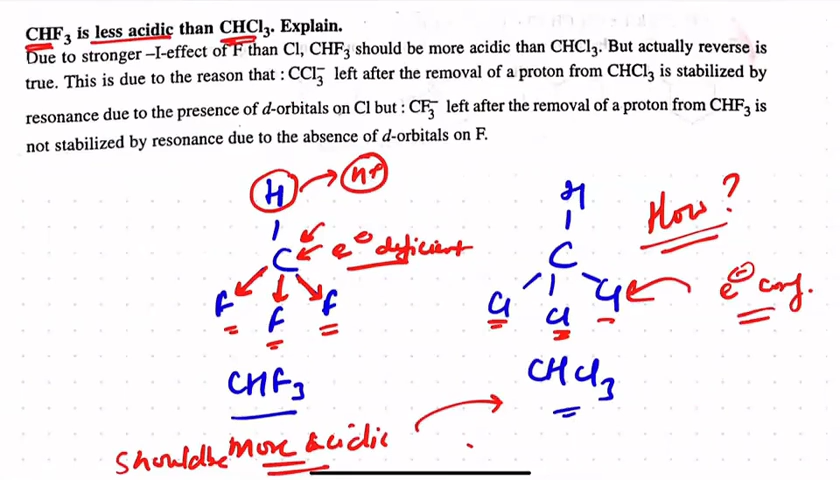 CHF₃ is less acidic than CHCl₃. Explain.
Due to stronger –I-effect of F than Cl, CHF₃ should be more acidic than CHCl₃. But actually reverse is
true. This is due to the reason that : CCl₃⁻ left after the removal of a proton from CHCl₃ is stabilized by
resonance due to the presence of d-orbitals on Cl but : CF₃⁻ left after the removal of a proton from CHF₃ is
not stabilized by resonance due to the absence of d-orbitals on F.
H H+ H How?
C e⊖ deficient C
F F F Cl Cl Cl e⊖ conf.
CHF₃ CHCl₃
Should be More acidic